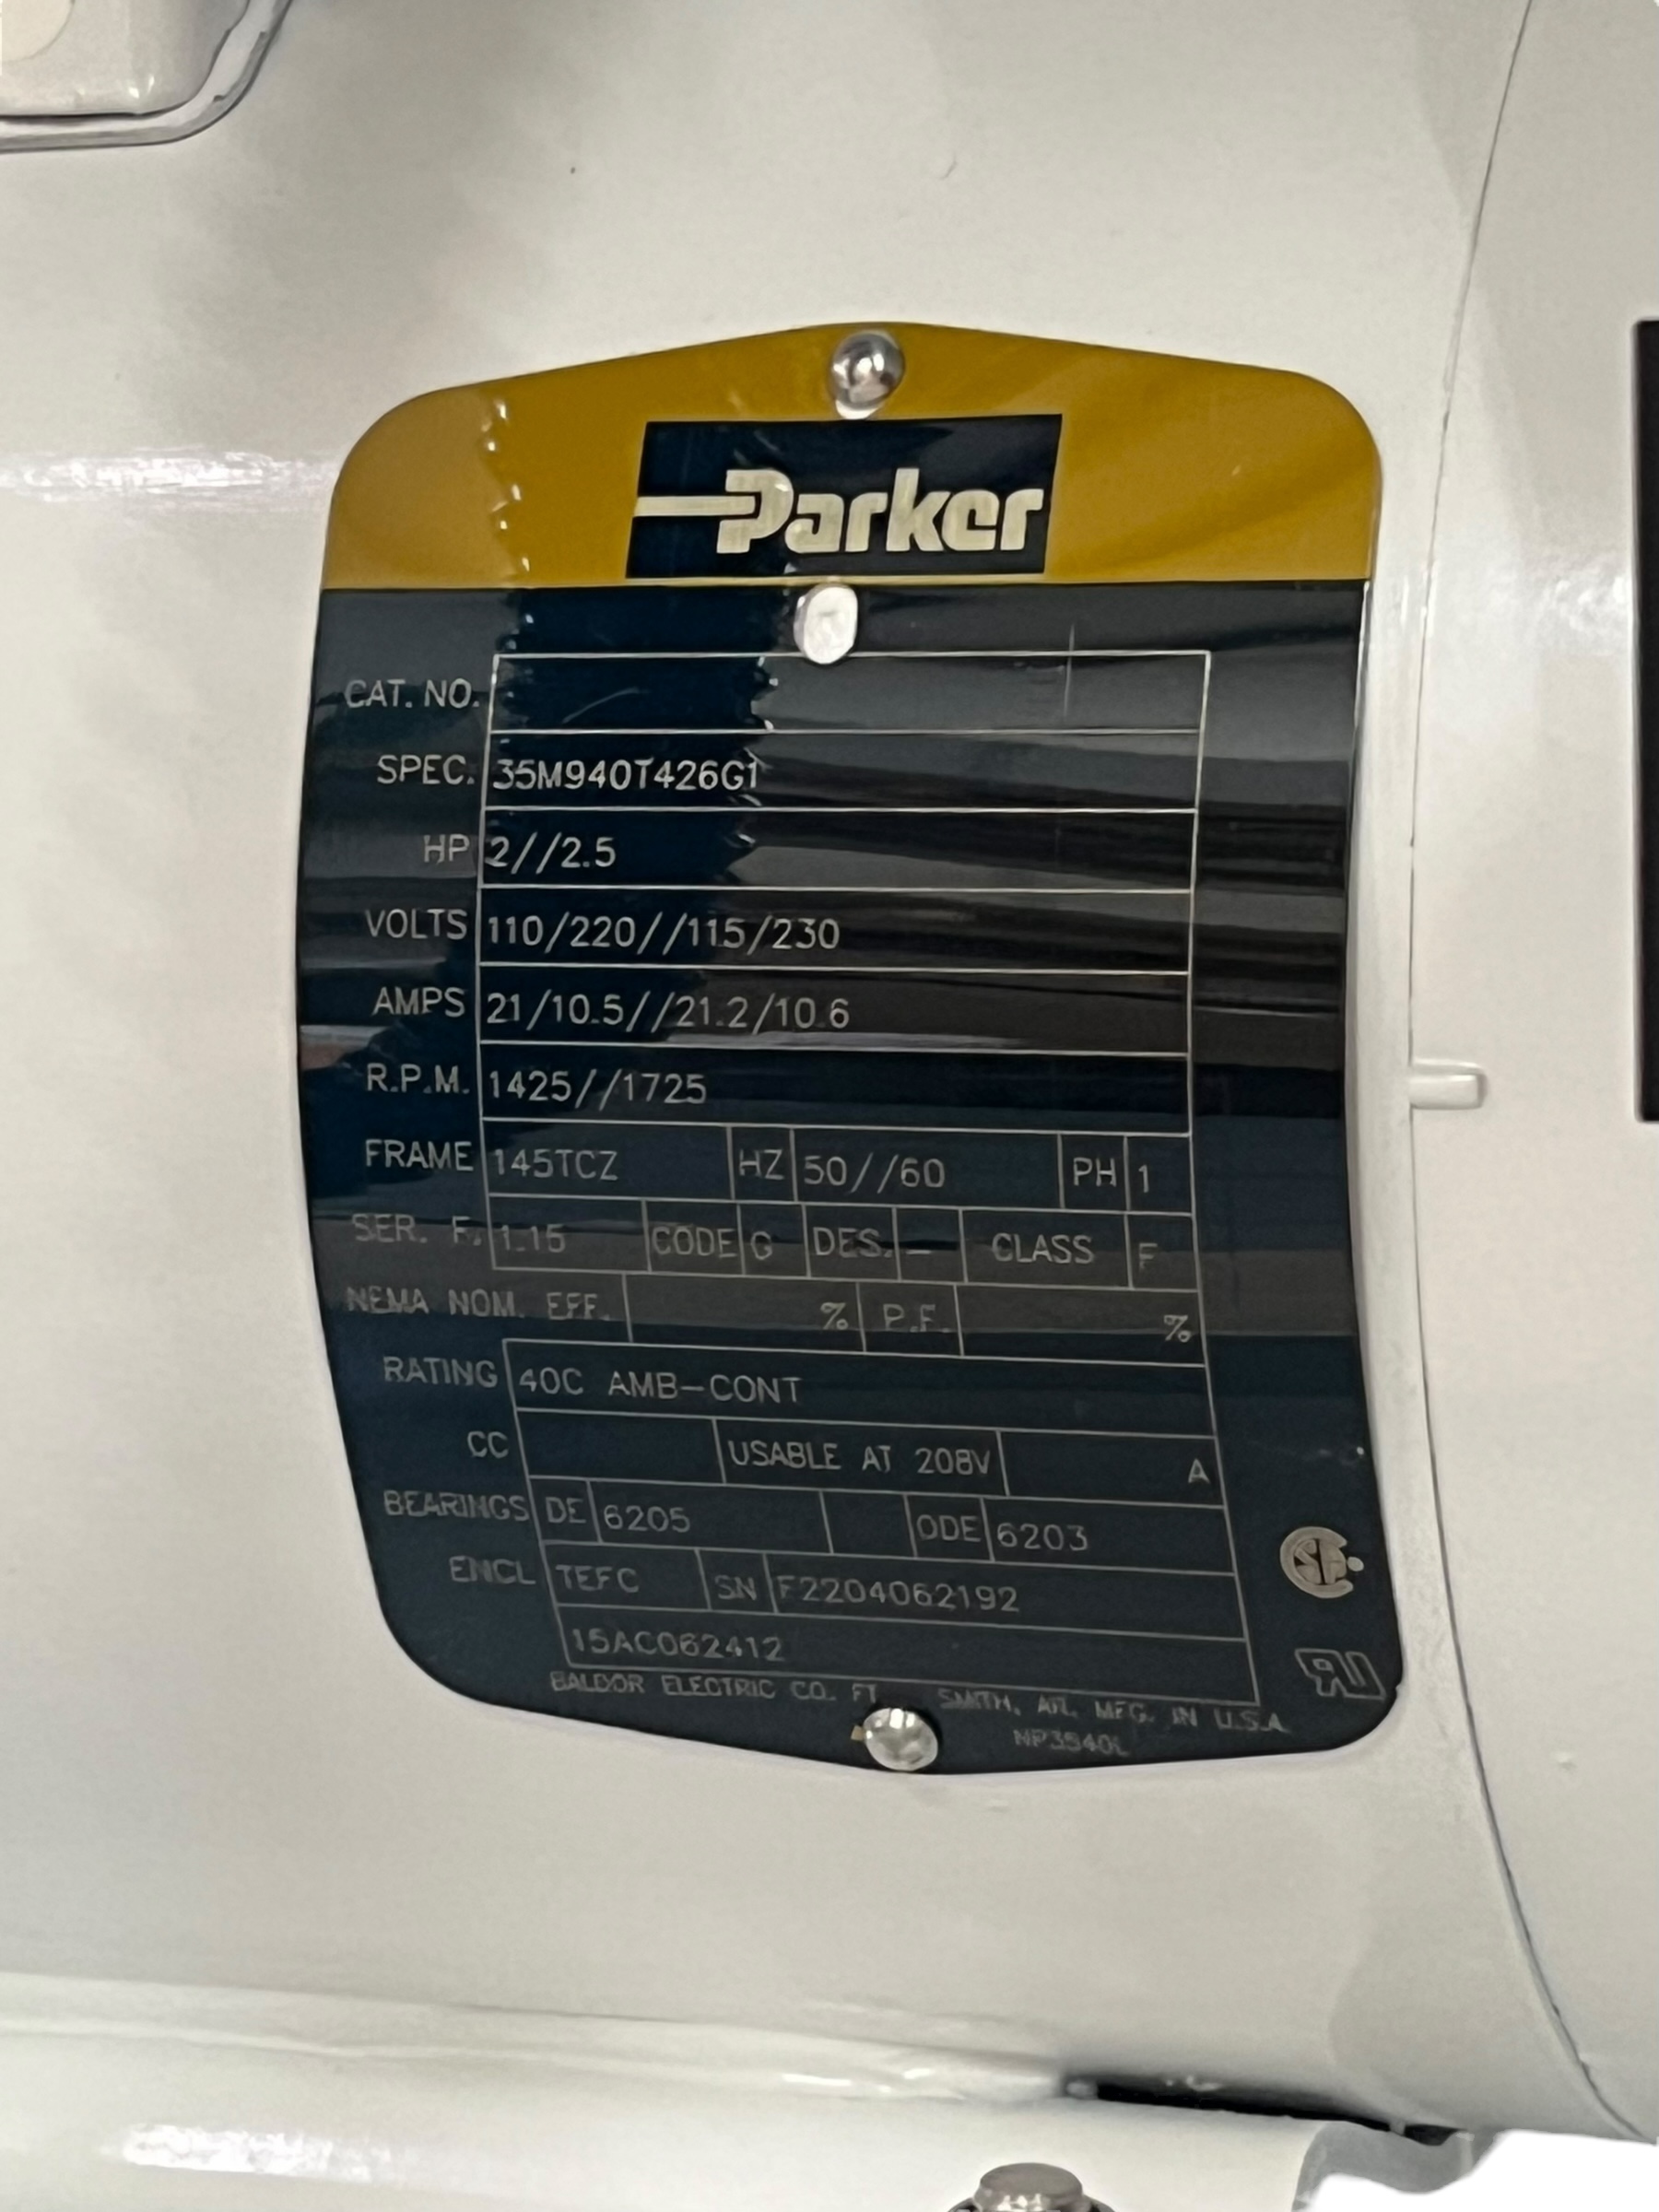 Parker
CAT. NO.
SPEC. 35M940T426G1
HP 2//2.5
VOLTS 110/220//115/230
AMPS 21/10.5//21.2/10.6
R.P.M. 1425//1725
FRAME 145TCZ HZ 50//60 PH 1
SER. F. 1.15 CODE G DES. – CLASS F
NEMA NOM. EFF. % P.F. %
RATING 40C AMB-CONT
CC USABLE AT 208V A
BEARINGS DE 6205 ODE 6203
ENCL TEFC SN F2204062192
15AC062412
BALDOR ELECTRIC CO. FT. SMITH, AR. MFG. IN U.S.A.
NP3540L